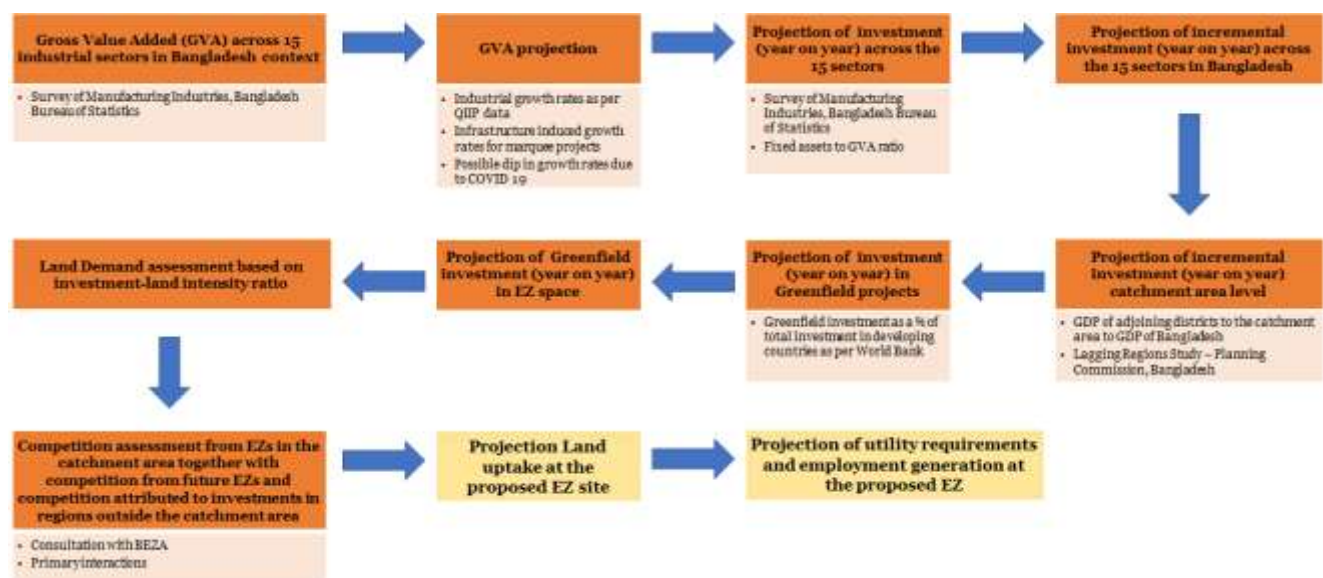 Gross Value Added (GVA) across 15
industrial sectors in Bangladesh context
• Survey of Manufacturing Industries, Bangladesh
Bureau of Statistics
GVA projection
• Industrial growth rates as per
QIIP data
• Infrastructure induced growth
rates for marquee projects
• Possible dip in growth rates due
to COVID 19
Projection of investment
(year on year) across the
15 sectors
• Survey of Manufacturing
Industries, Bangladesh Bureau
of Statistics
• Fixed assets to GVA ratio
Projection of incremental
investment (year on year) across
the 15 sectors in Bangladesh
Projection of incremental
investment (year on year)
catchment area level
• GDP of adjoining districts to the catchment
area to GDP of Bangladesh
• Lagging Regions Study – Planning
Commission, Bangladesh
Projection of investment
(year on year) in
Greenfield projects
• Greenfield investment as a % of
total investment in developing
countries as per World Bank
Projection of Greenfield
investment (year on year)
in EZ space
Land Demand assessment based on
investment-land intensity ratio
Competition assessment from EZs in the
catchment area together with
competition from future EZs and
competition attributed to investments in
regions outside the catchment area
• Consultation with BEZA
• Primary interactions
Projection Land
uptake at the
proposed EZ site
Projection of utility requirements
and employment generation at
the proposed EZ